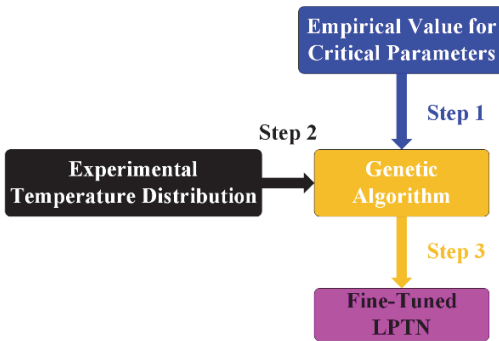 Empirical Value for
Critical Parameters
Step 1
Step 2
Experimental
Temperature Distribution
Genetic
Algorithm
Step 3
Fine-Tuned
LPTN